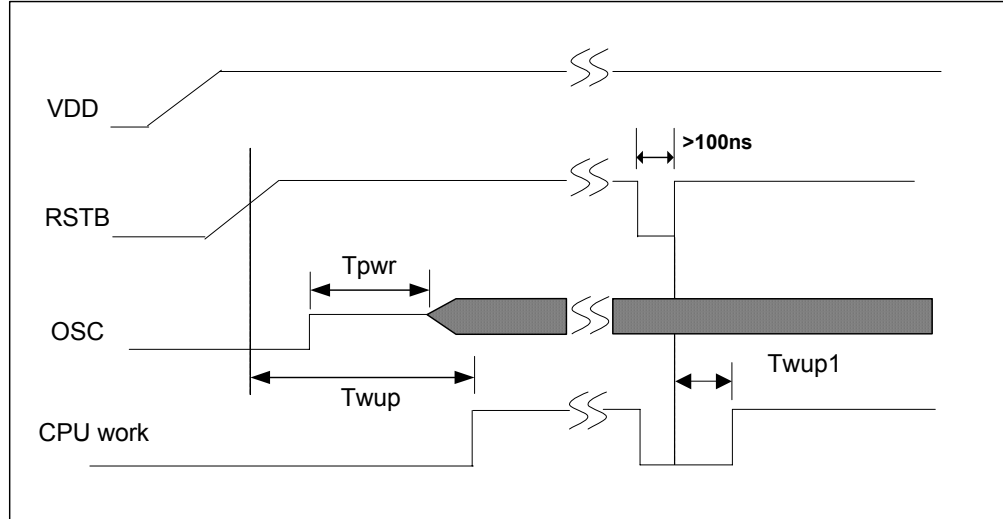 VDD
>100ns
RSTB
Tpwr
OSC
Twup1
Twup
CPU work